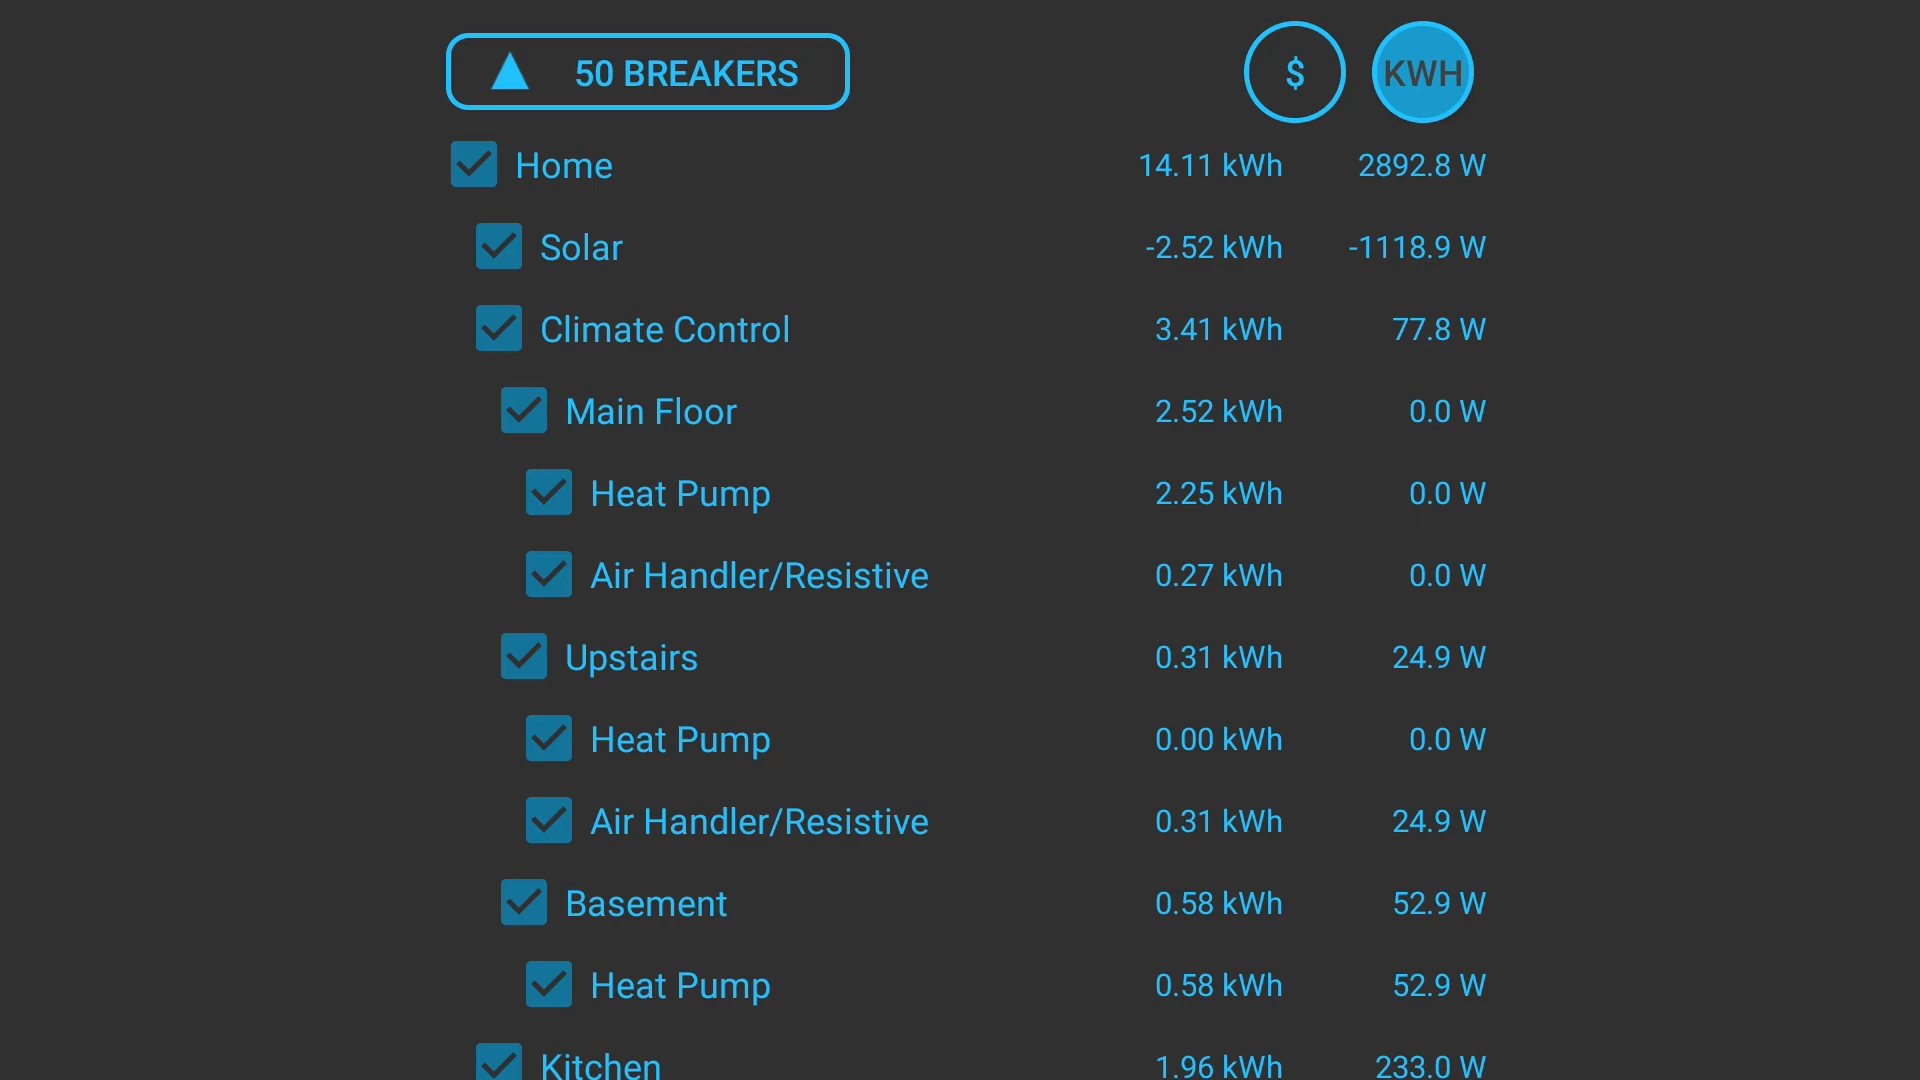 50 BREAKERS $ KWH
Home 14.11 kWh 2892.8 W
Solar -2.52 kWh -1118.9 W
Climate Control 3.41 kWh 77.8 W
Main Floor 2.52 kWh 0.0 W
Heat Pump 2.25 kWh 0.0 W
Air Handler/Resistive 0.27 kWh 0.0 W
Upstairs 0.31 kWh 24.9 W
Heat Pump 0.00 kWh 0.0 W
Air Handler/Resistive 0.31 kWh 24.9 W
Basement 0.58 kWh 52.9 W
Heat Pump 0.58 kWh 52.9 W
Kitchen 1.96 kWh 233.0 W